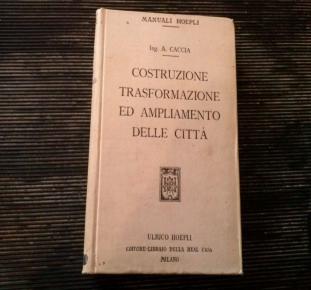 MANUALI HOEPLI
Ing. A. CACCIA
COSTRUZIONE
TRASFORMAZIONE
ED AMPLIAMENTO
DELLE CITTÀ
ULRICO HOEPLI
EDITORE-LIBRAIO DELLA REAL CASA
MILANO